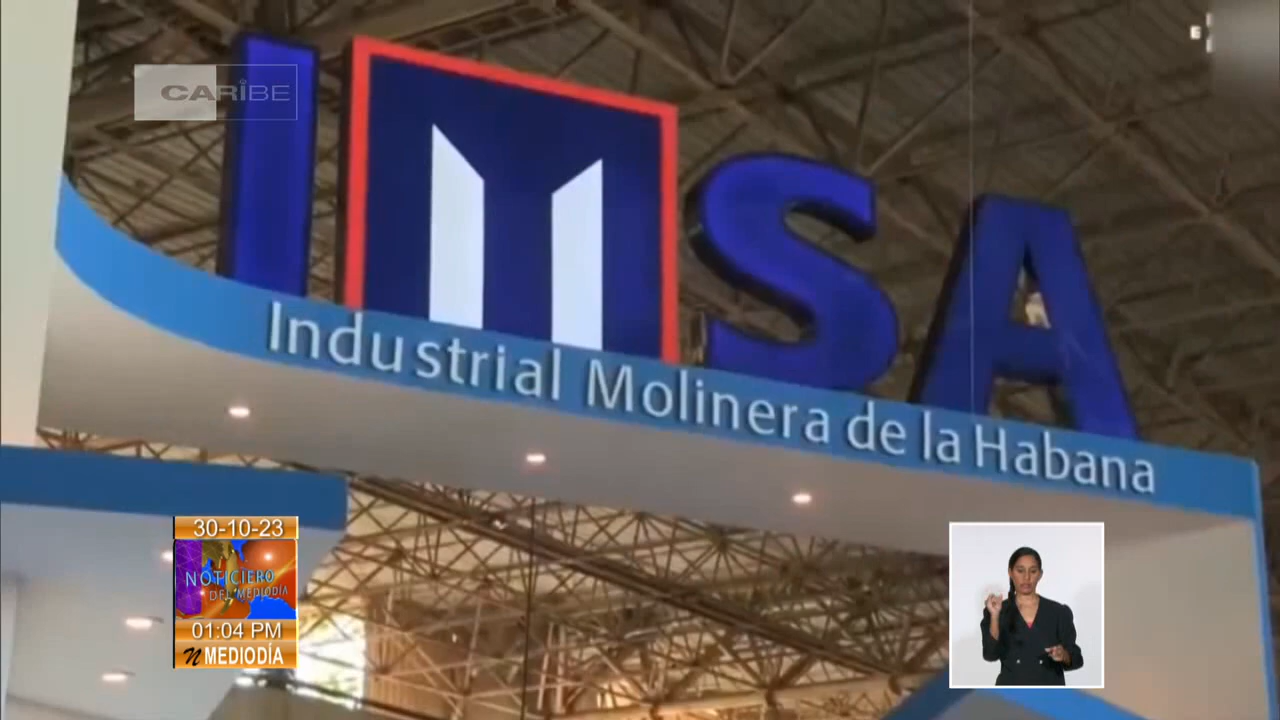 CARIBE
IMSA
Industrial Molinera de la Habana
30-10-23
NOTICIERO
DEL MEDIODÍA
01:04 PM
N MEDIODÍA